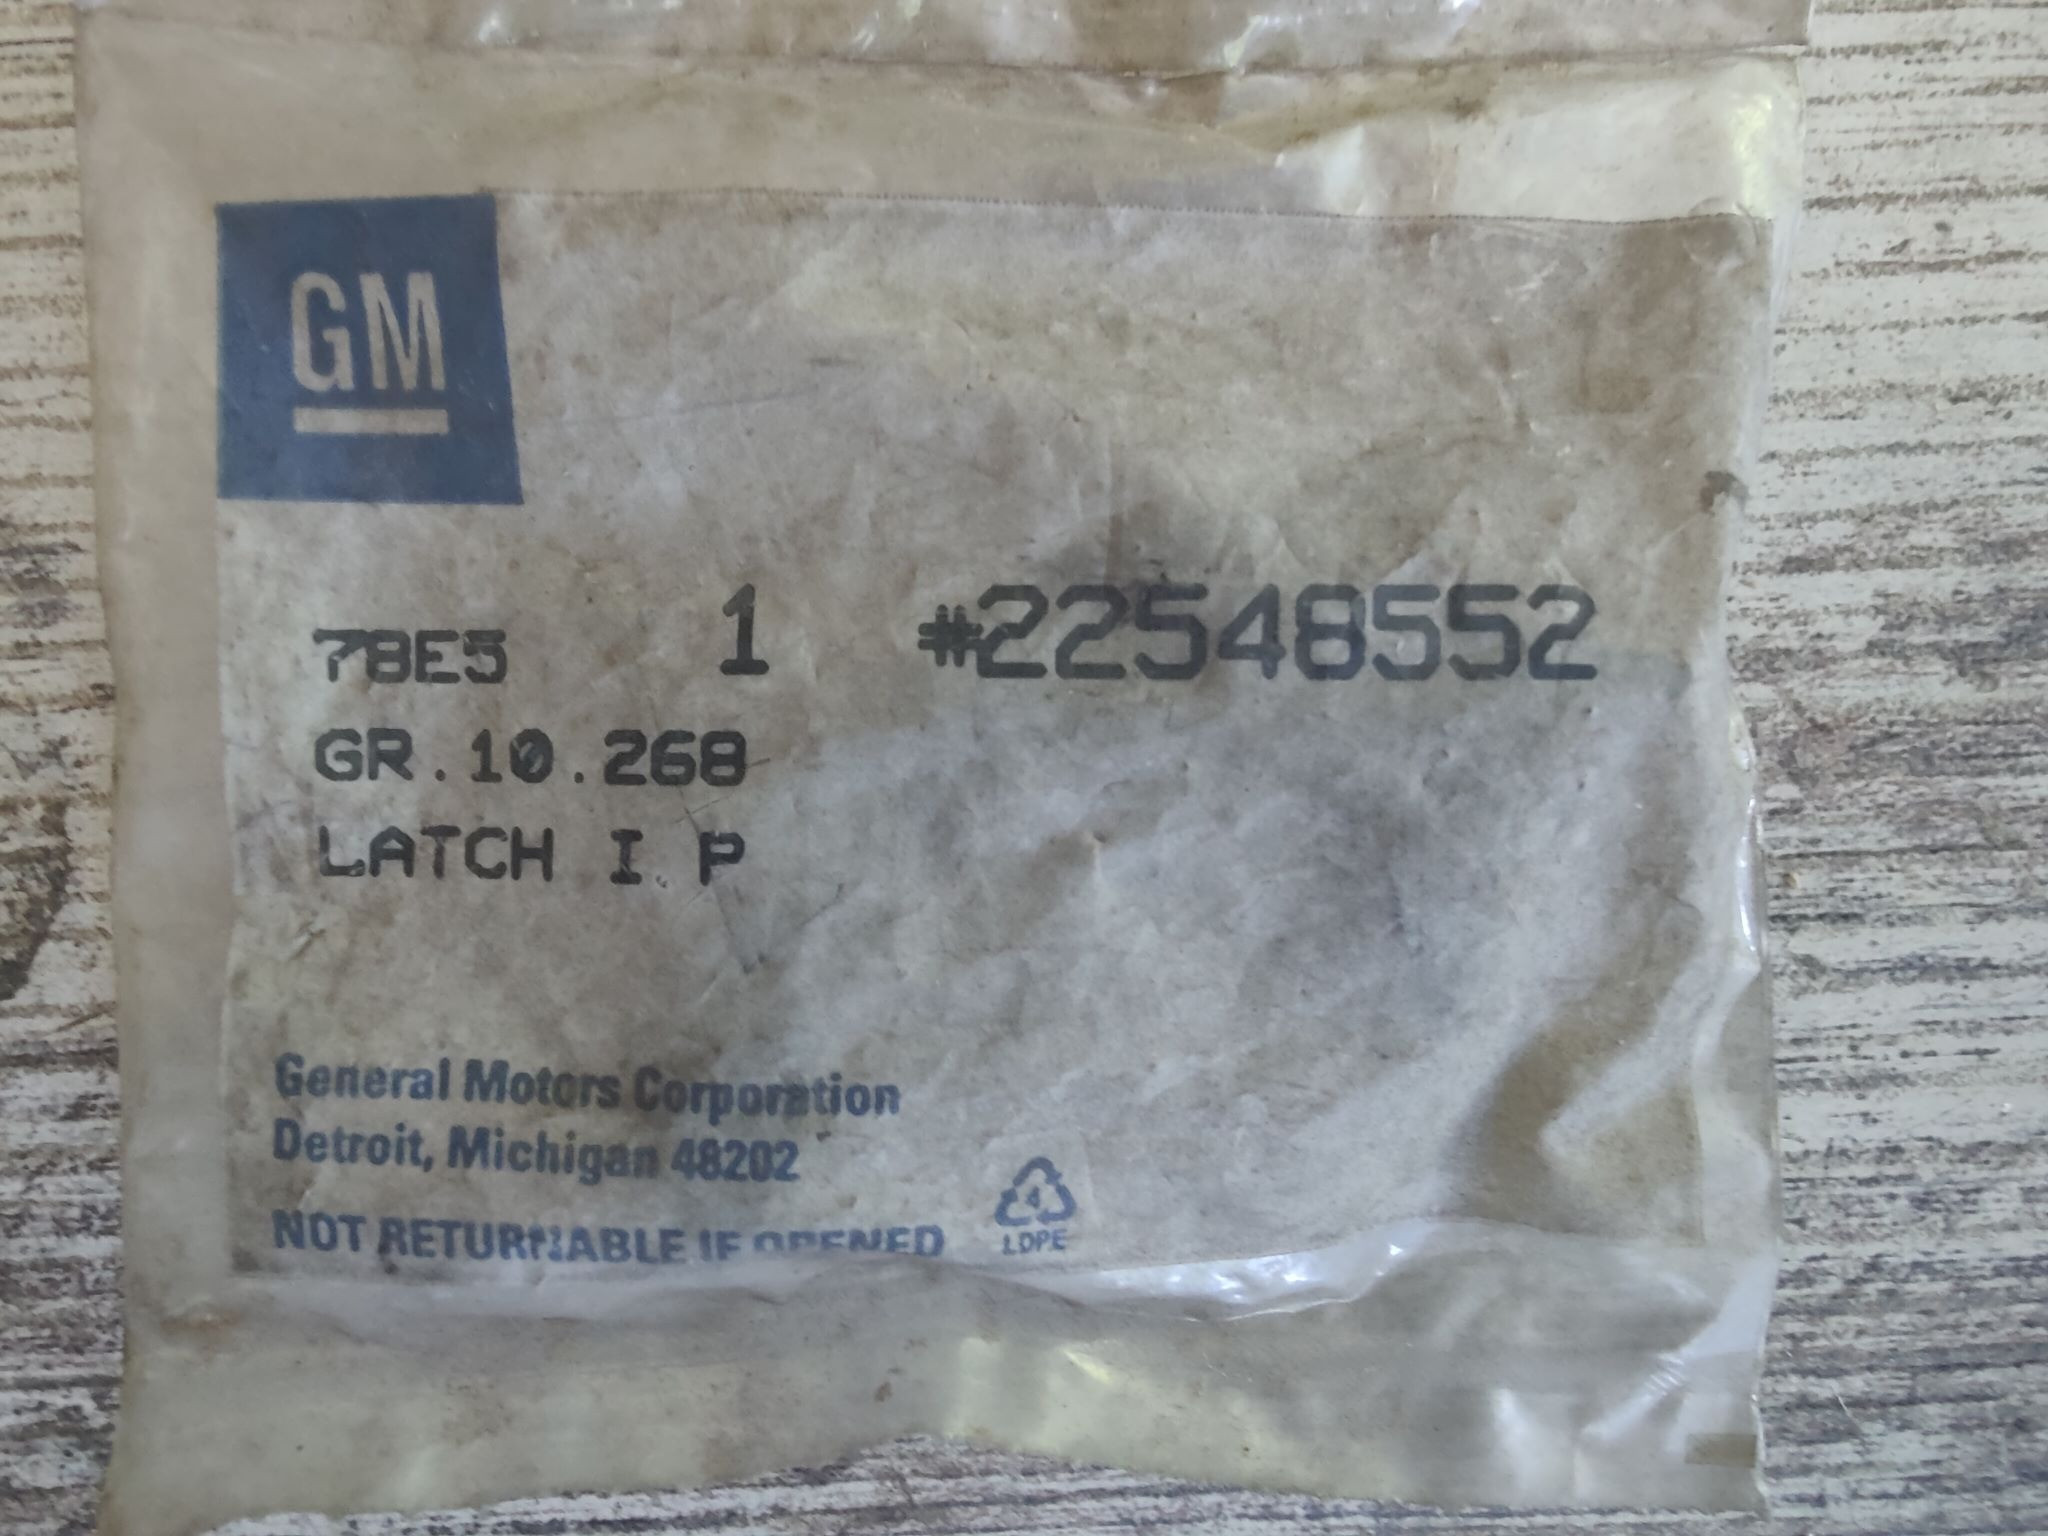 GM
78E5 1 #22548552
GR.10.268
LATCH I P
General Motors Corporation
Detroit, Michigan 48202
NOT RETURNABLE IF OPENED
4
LDPE